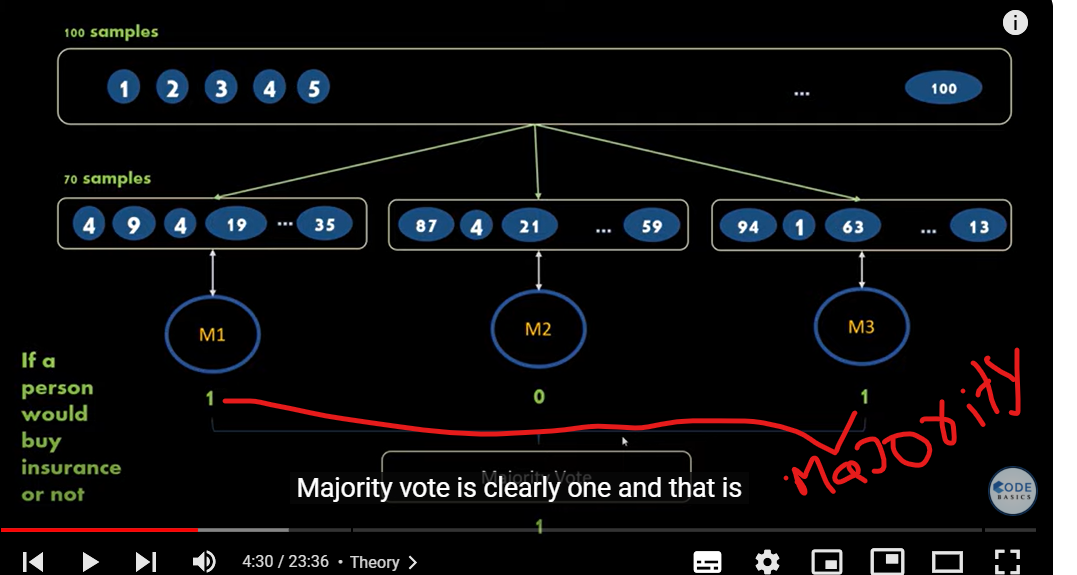 100 samples
1 2 3 4 5 ... 100
70 samples
4 9 4 19 ... 35
87 4 21 ... 59
94 1 63 ... 13
M1 M2 M3
If a
person
would
buy
insurance
or not
1 0 1
Majority
Majority Vote
Majority vote is clearly one and that is
1
CODE
BASICS
4:30 / 23:36 • Theory >